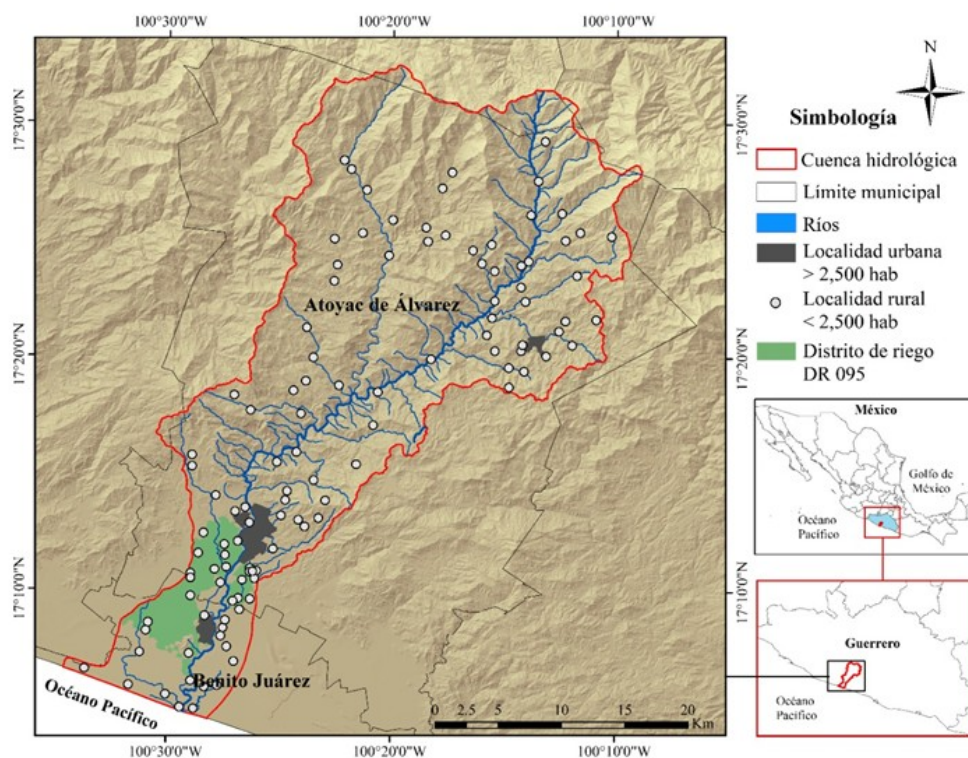 100°30'0"W
100°20'0"W
100°10'0"W
N
17°30'0"N
17°30'0"N
Simbología
Cuenca hidrológica
Límite municipal
Ríos
Localidad urbana
> 2,500 hab
Localidad rural
< 2,500 hab
Distrito de riego
DR 095
Atoyac de Álvarez
17°20'0"N
17°20'0"N
México
Golfo de
México
Océano
Pacífico
17°10'0"N
17°10'0"N
Guerrero
Océano
Pacífico
Benito Juárez
Océano Pacífico
0
2.5
5
10
15
20
Km
100°30'0"W
100°20'0"W
100°10'0"W